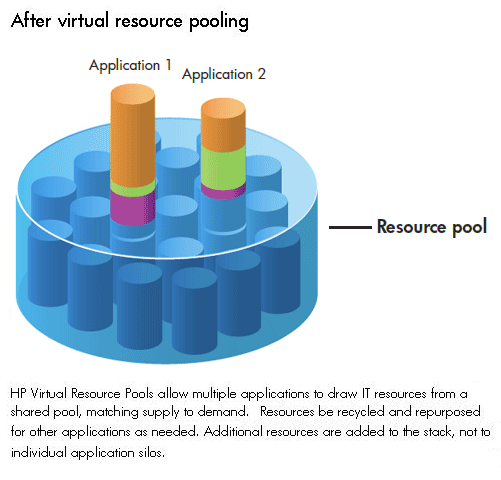 After virtual resource pooling
Application 1
Application 2
Resource pool
HP Virtual Resource Pools allow multiple applications to draw IT resources from a
shared pool, matching supply to demand. Resources be recycled and repurposed
for other applications as needed. Additional resources are added to the stack, not to
individual application silos.